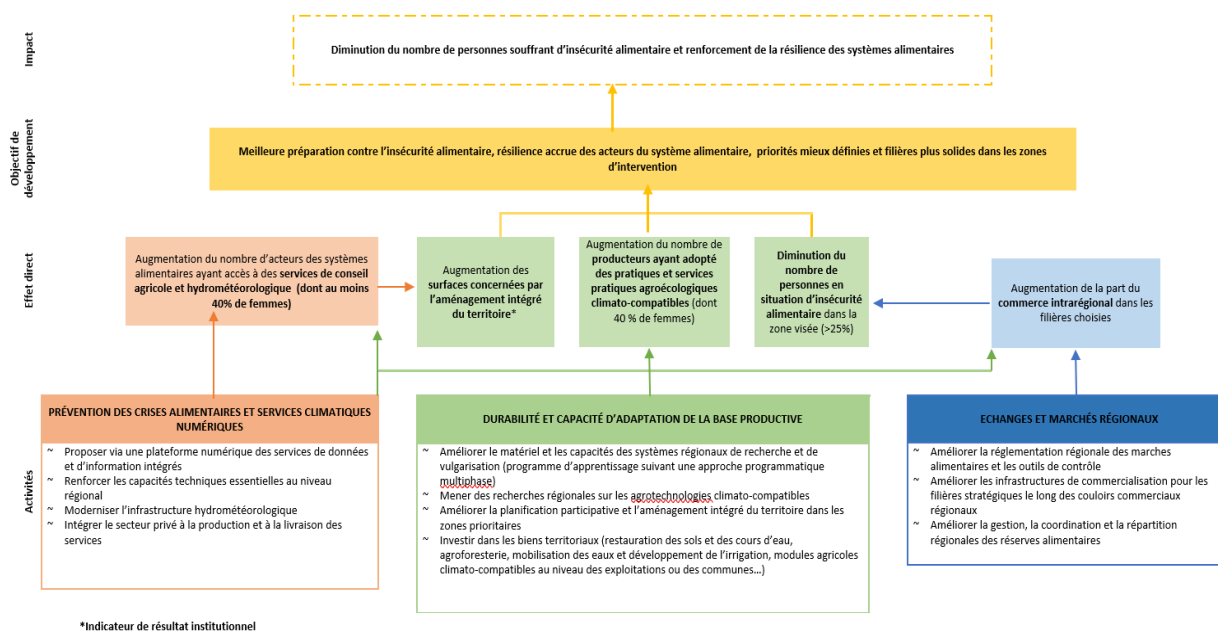 Impact
Diminution du nombre de personnes souffrant d’insécurité alimentaire et renforcement de la résilience des systèmes alimentaires
Objectif de
développement
Meilleure préparation contre l’insécurité alimentaire, résilience accrue des acteurs du système alimentaire, priorités mieux définies et filières plus solides dans les zones
d’intervention
Effet direct
Augmentation du nombre d’acteurs des systèmes
alimentaires ayant accès à des services de conseil
agricole et hydrométéorologique (dont au moins
40% de femmes)
Augmentation des
surfaces concernées par
l’aménagement intégré
du territoire*
Augmentation du nombre de
producteurs ayant adopté
des pratiques et services
pratiques agroécologiques
climato-compatibles (dont
40 % de femmes)
Diminution du
nombre de
personnes en
situation d’insécurité
alimentaire dans la
zone visée (>25%)
Augmentation de la part du
commerce intrarégional dans les
filières choisies
Activités
PRÉVENTION DES CRISES ALIMENTAIRES ET SERVICES CLIMATIQUES
NUMÉRIQUES
~ Proposer via une plateforme numérique des services de données
et d’information intégrés
~ Renforcer les capacités techniques essentielles au niveau
régional
~ Moderniser l’infrastructure hydrométéorologique
~ Intégrer le secteur privé à la production et à la livraison des
services
DURABILITÉ ET CAPACITÉ D’ADAPTATION DE LA BASE PRODUCTIVE
~ Améliorer le matériel et les capacités des systèmes régionaux de recherche et de
vulgarisation (programme d’apprentissage suivant une approche programmatique
multiphase)
~ Mener des recherches régionales sur les agrotechnologies climato-compatibles
~ Améliorer la planification participative et l’aménagement intégré du territoire dans les
zones prioritaires
~ Investir dans les biens territoriaux (restauration des sols et des cours d’eau,
agroforesterie, mobilisation des eaux et développement de l’irrigation, modules agricoles
climato-compatibles au niveau des exploitations ou des communes…)
ECHANGES ET MARCHÉS RÉGIONAUX
~ Améliorer la réglementation régionale des marches
alimentaires et les outils de contrôle
~ Améliorer les infrastructures de commercialisation pour les
filières stratégiques le long des couloirs commerciaux
régionaux
~ Améliorer la gestion, la coordination et la répartition
régionales des réserves alimentaires
*Indicateur de résultat institutionnel